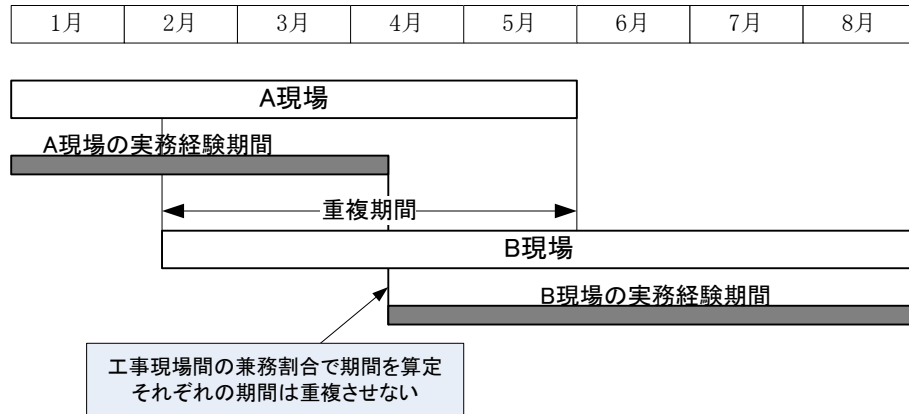 1月 2月 3月 4月 5月 6月 7月 8月
A現場
A現場の実務経験期間
重複期間
B現場
B現場の実務経験期間
工事現場間の兼務割合で期間を算定
それぞれの期間は重複させない